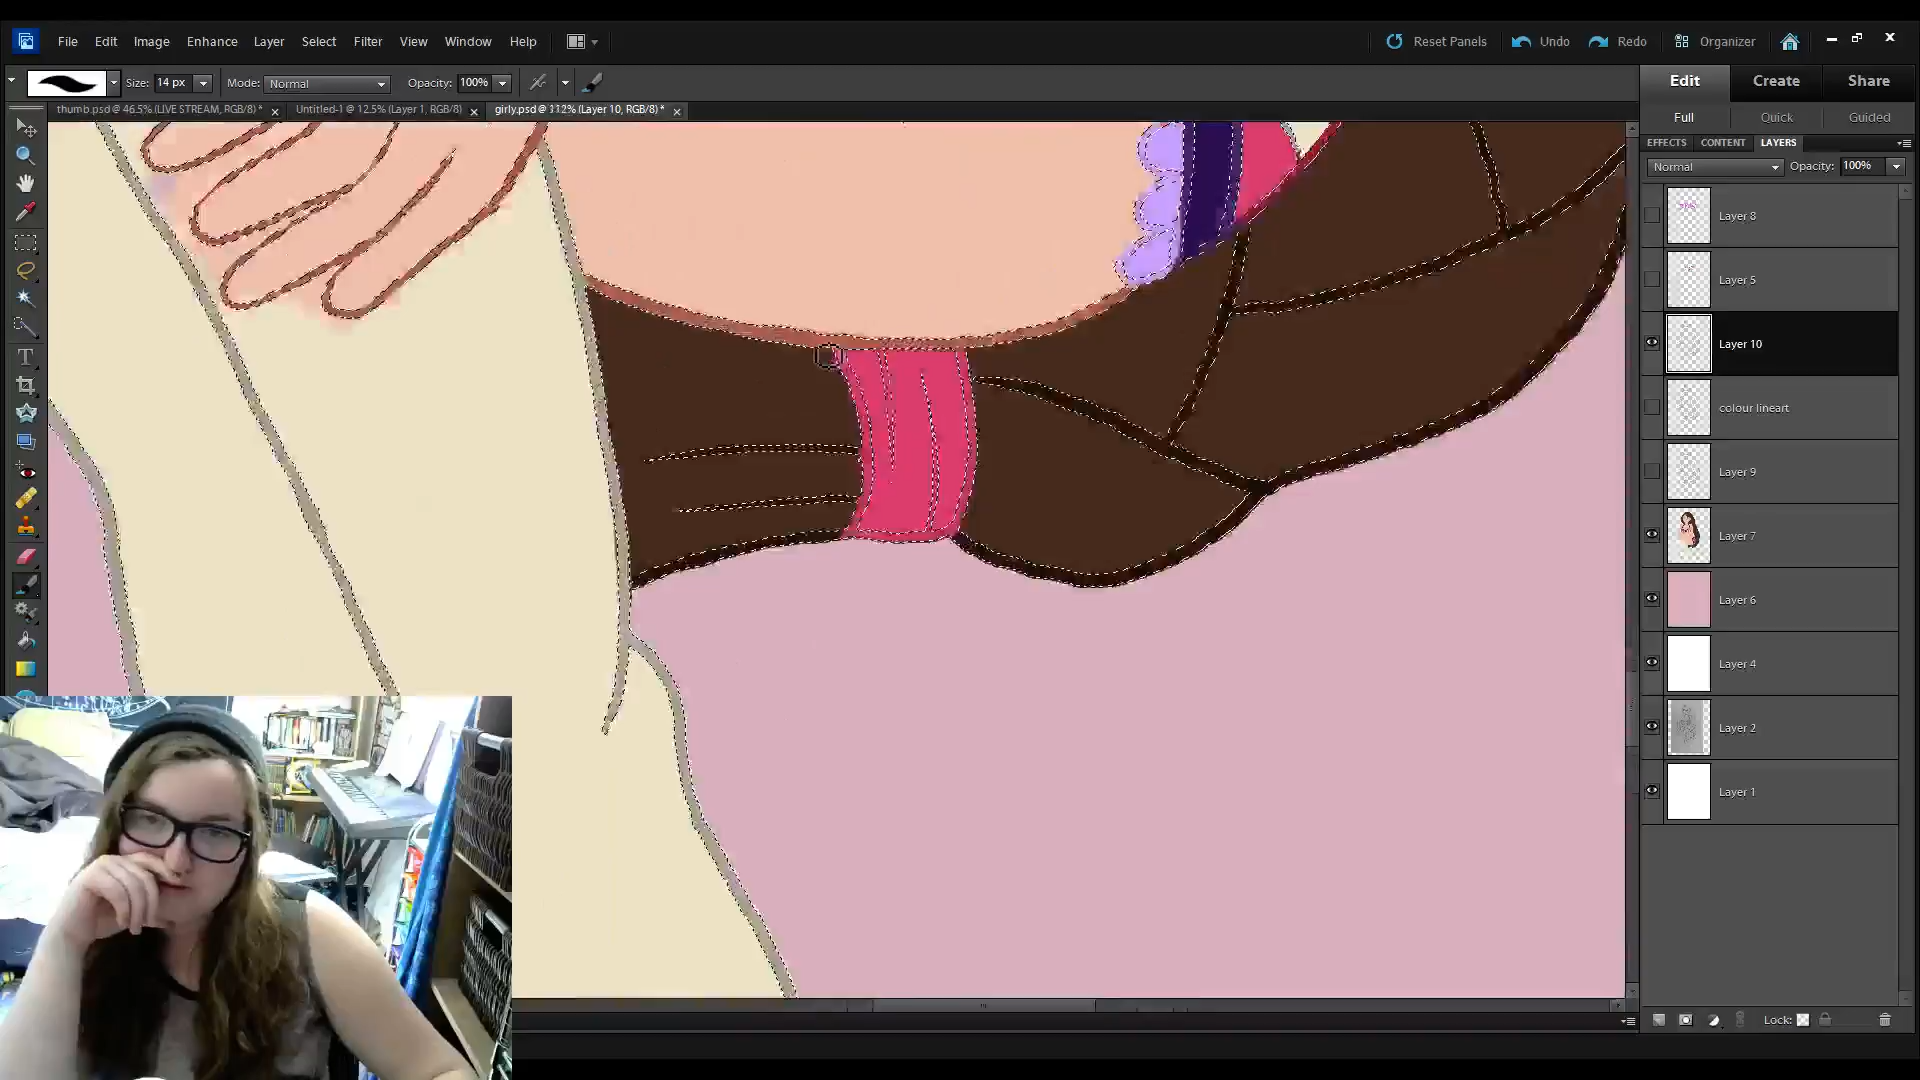 File Edit Image Enhance Layer Select Filter View Window Help Reset Panels Undo Redo Organizer
Size: 14 px Mode: Normal Opacity: 100% Edit Create Share
thumb.psd @ 46.5% (LIVE STREAM, RGB/8) * Untitled-1 @ 12.5% (Layer 1, RGB/8) girly.psd @ 112% (Layer 10, RGB/8) * Full Quick Guided
EFFECTS CONTENT LAYERS
Normal Opacity: 100%
Layer 8
Layer 5
Layer 10
colour lineart
Layer 9
Layer 7
Layer 6
Layer 4
Layer 2
Layer 1
Lock: